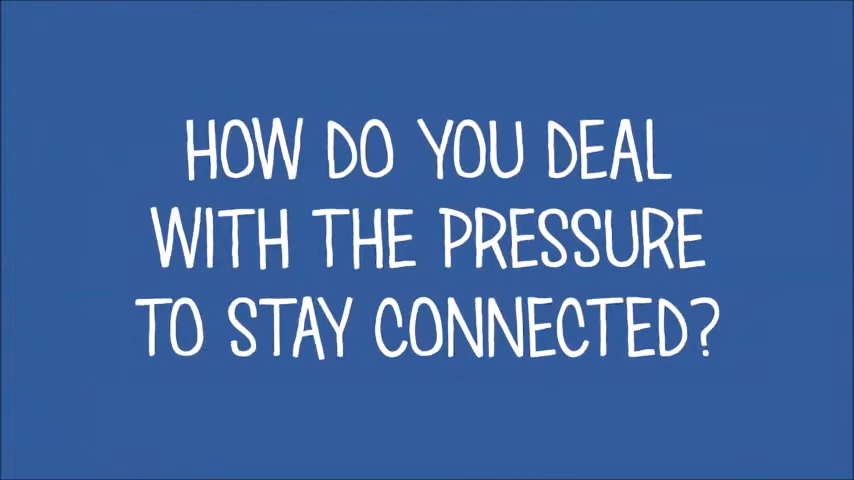 HOW DO YOU DEAL
WITH THE PRESSURE
TO STAY CONNECTED?